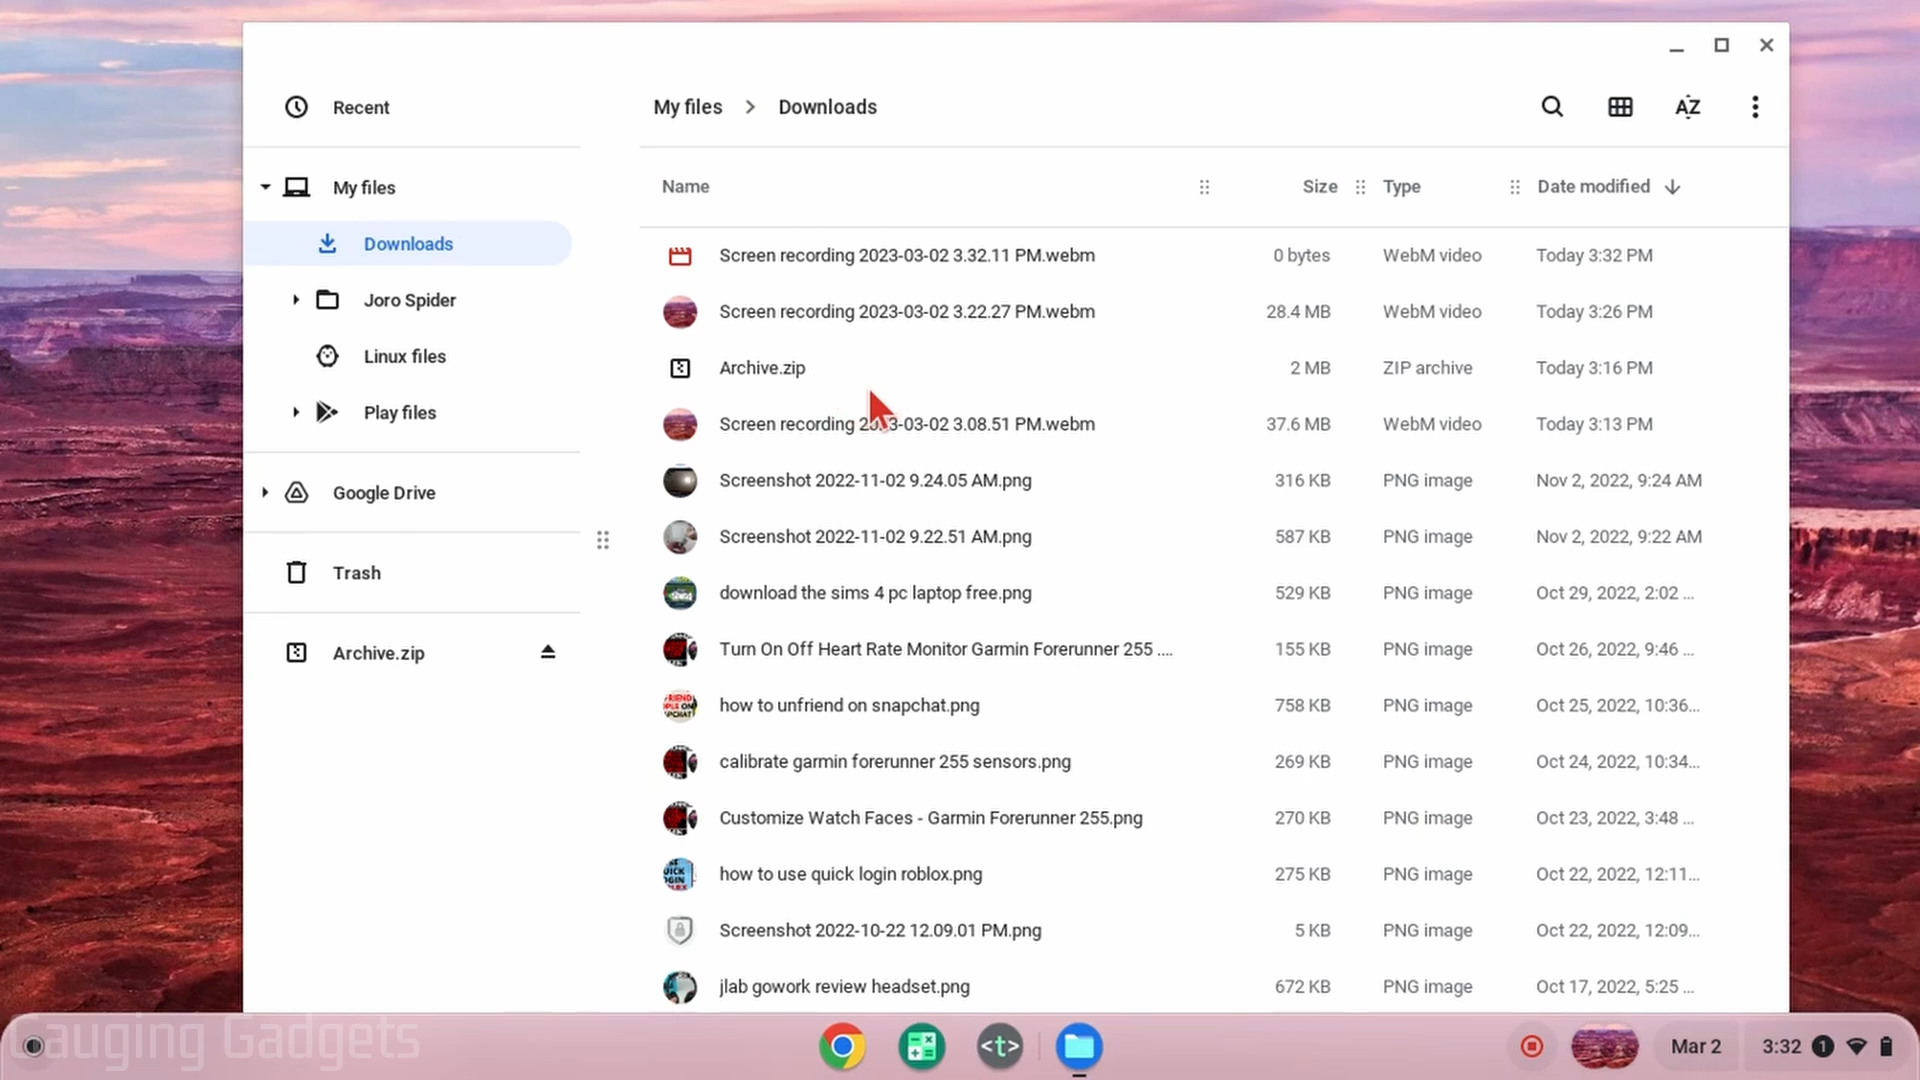 Recent
My files
Downloads
Joro Spider
Linux files
Play files
Google Drive
Trash
Archive.zip
My files > Downloads
AZ
Name Size Type Date modified
Screen recording 2023-03-02 3.32.11 PM.webm 0 bytes WebM video Today 3:32 PM
Screen recording 2023-03-02 3.22.27 PM.webm 28.4 MB WebM video Today 3:26 PM
Archive.zip 2 MB ZIP archive Today 3:16 PM
Screen recording 2023-03-02 3.08.51 PM.webm 37.6 MB WebM video Today 3:13 PM
Screenshot 2022-11-02 9.24.05 AM.png 316 KB PNG image Nov 2, 2022, 9:24 AM
Screenshot 2022-11-02 9.22.51 AM.png 587 KB PNG image Nov 2, 2022, 9:22 AM
download the sims 4 pc laptop free.png 529 KB PNG image Oct 29, 2022, 2:02 ...
Turn On Off Heart Rate Monitor Garmin Forerunner 255 .... 155 KB PNG image Oct 26, 2022, 9:46 ...
how to unfriend on snapchat.png 758 KB PNG image Oct 25, 2022, 10:36...
calibrate garmin forerunner 255 sensors.png 269 KB PNG image Oct 24, 2022, 10:34...
Customize Watch Faces - Garmin Forerunner 255.png 270 KB PNG image Oct 23, 2022, 3:48 ...
how to use quick login roblox.png 275 KB PNG image Oct 22, 2022, 12:11...
Screenshot 2022-10-22 12.09.01 PM.png 5 KB PNG image Oct 22, 2022, 12:09...
jlab gowork review headset.png 672 KB PNG image Oct 17, 2022, 5:25 ...
Gauging Gadgets
<t>
Mar 2
3:32 1